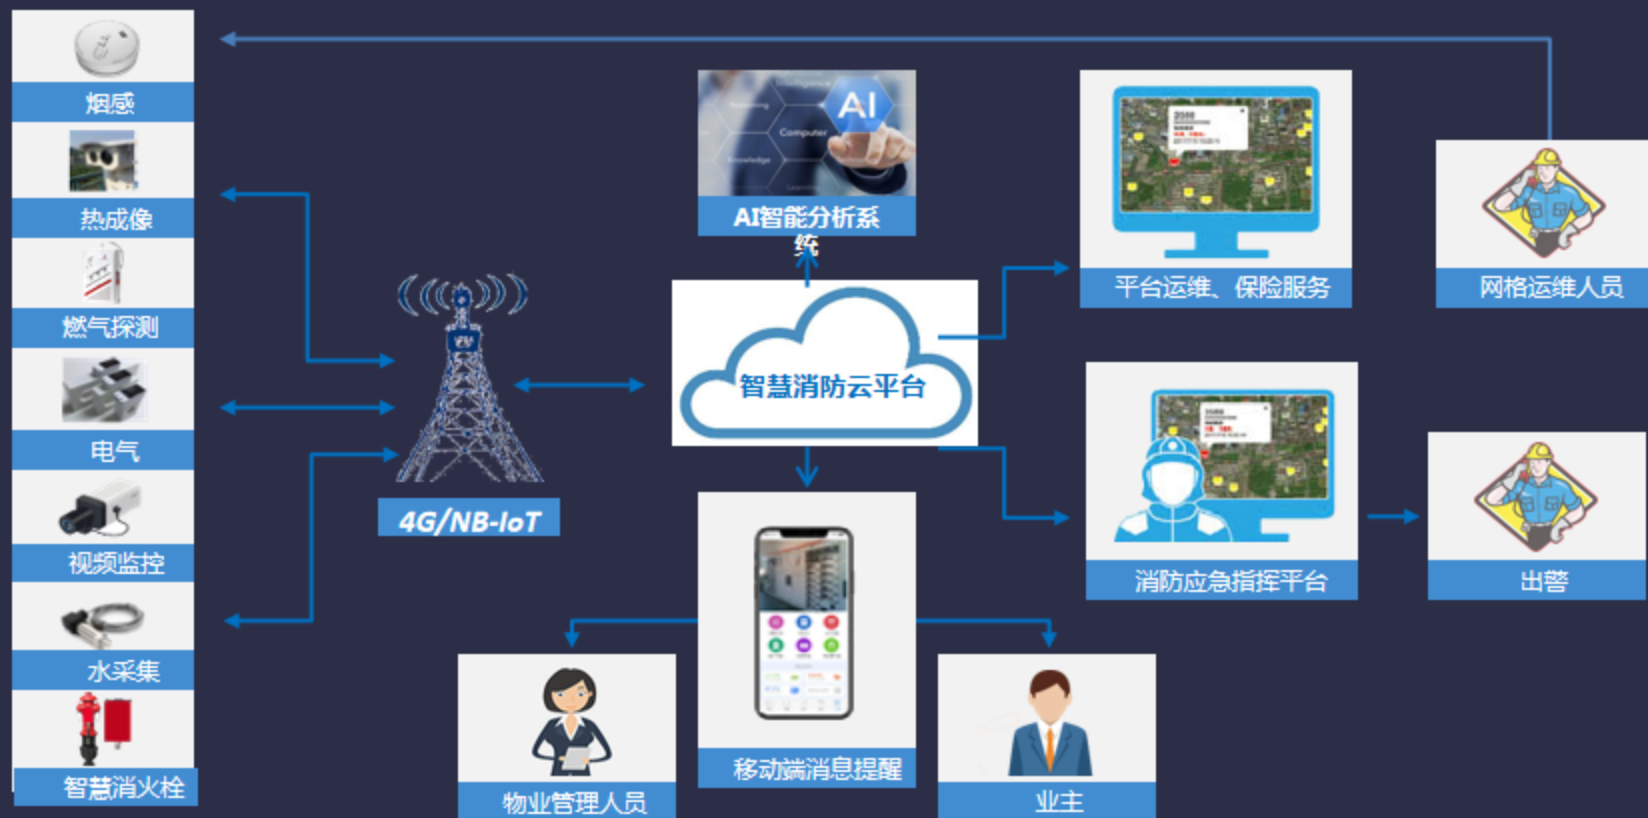 烟感
热成像
燃气探测
电气
视频监控
水采集
智慧消火栓
4G/NB-IoT
AI
Computer
Knowledge
AI智能分析系
统
智慧消防云平台
移动端消息提醒
物业管理人员
业主
平台运维、保险服务
网格运维人员
消防应急指挥平台
出警